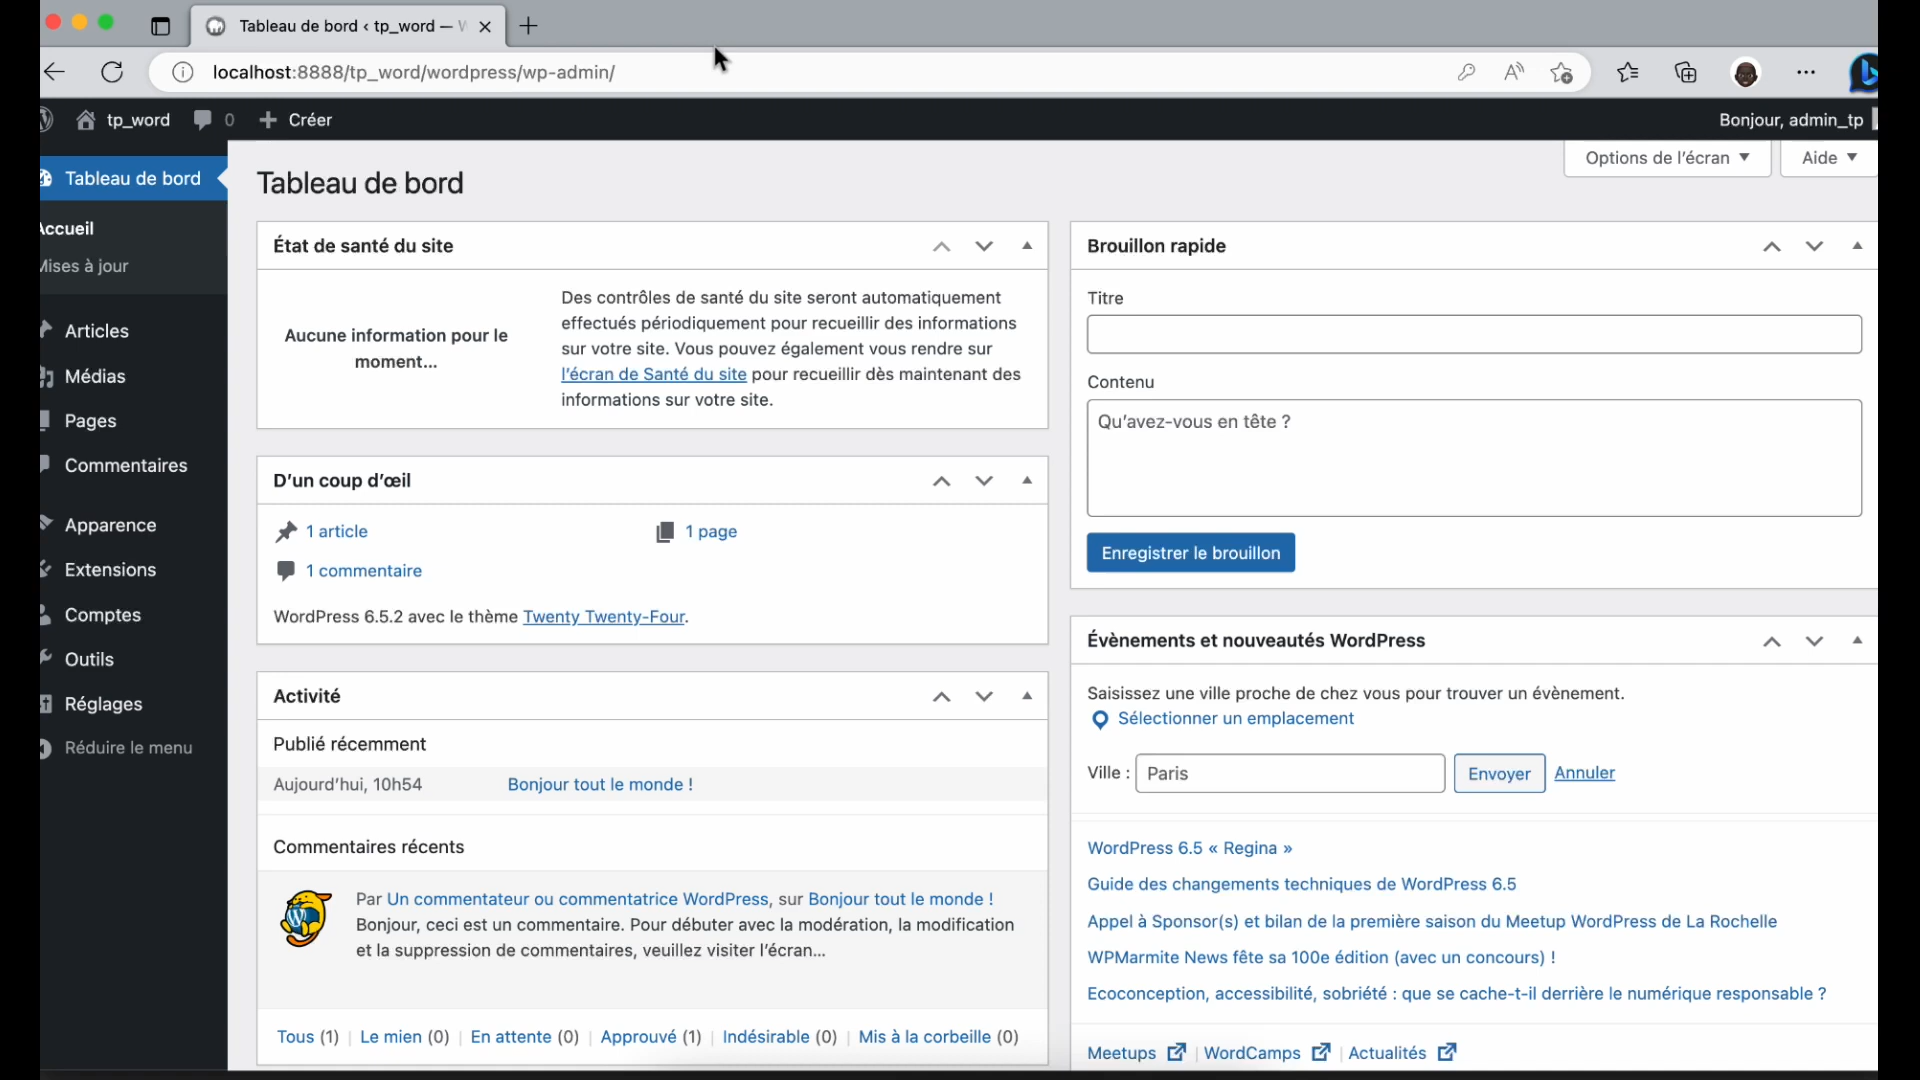 Tableau de bord ‹ tp_word — W
localhost:8888/tp_word/wordpress/wp-admin/
tp_word 0 Créer Bonjour, admin_tp
Options de l'écran Aide
Tableau de bord
Accueil
Mises à jour
Articles
Médias
Pages
Commentaires
Apparence
Extensions
Comptes
Outils
Réglages
Réduire le menu
Tableau de bord
État de santé du site
Aucune information pour le
moment...
Des contrôles de santé du site seront automatiquement
effectués périodiquement pour recueillir des informations
sur votre site. Vous pouvez également vous rendre sur
l'écran de Santé du site pour recueillir dès maintenant des
informations sur votre site.
D'un coup d'œil
1 article 1 page
1 commentaire
WordPress 6.5.2 avec le thème Twenty Twenty-Four.
Activité
Publié récemment
Aujourd'hui, 10h54 Bonjour tout le monde !
Commentaires récents
Par Un commentateur ou commentatrice WordPress, sur Bonjour tout le monde !
Bonjour, ceci est un commentaire. Pour débuter avec la modération, la modification
et la suppression de commentaires, veuillez visiter l'écran...
Tous (1) | Le mien (0) | En attente (0) | Approuvé (1) | Indésirable (0) | Mis à la corbeille (0)
Brouillon rapide
Titre
Contenu
Qu'avez-vous en tête ?
Enregistrer le brouillon
Évènements et nouveautés WordPress
Saisissez une ville proche de chez vous pour trouver un évènement.
Sélectionner un emplacement
Ville : Paris Envoyer Annuler
WordPress 6.5 « Regina »
Guide des changements techniques de WordPress 6.5
Appel à Sponsor(s) et bilan de la première saison du Meetup WordPress de La Rochelle
WPMarmite News fête sa 100e édition (avec un concours) !
Ecoconception, accessibilité, sobriété : que se cache-t-il derrière le numérique responsable ?
Meetups | WordCamps | Actualités